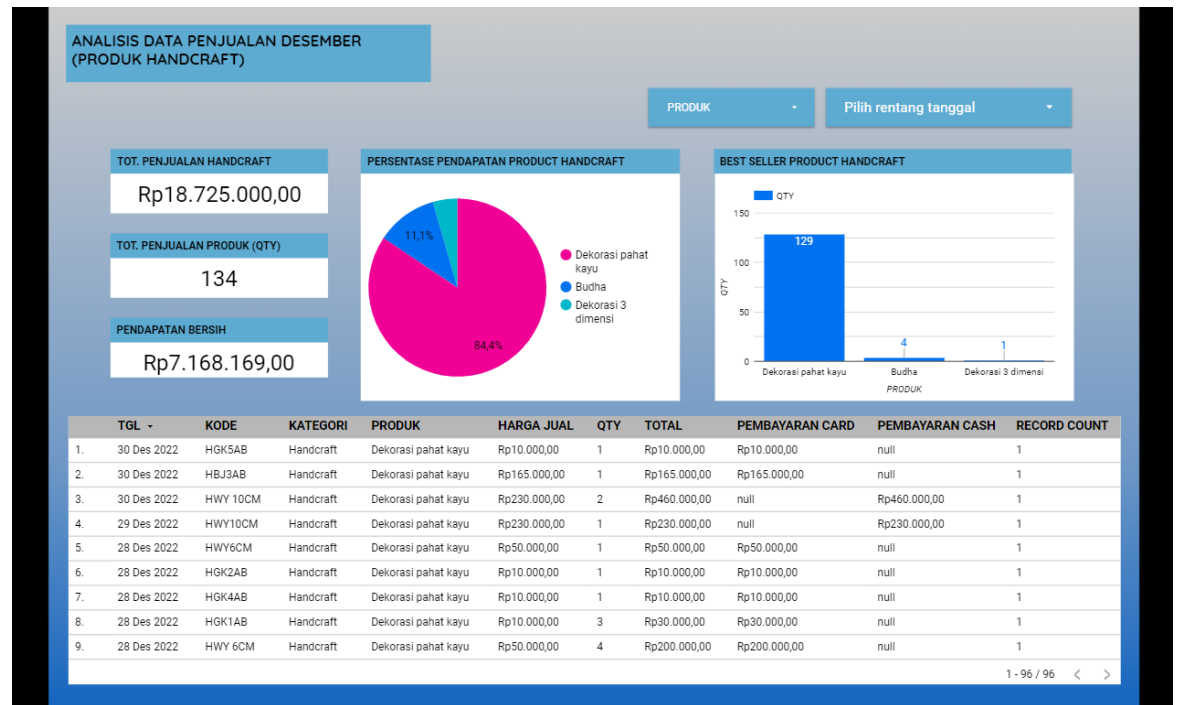 ANALISIS DATA PENJUALAN DESEMBER
(PRODUK HANDCRAFT)
PRODUK
Pilih rentang tanggal
TOT. PENJUALAN HANDCRAFT
Rp18.725.000,00
TOT. PENJUALAN PRODUK (QTY)
134
PENDAPATAN BERSIH
Rp7.168.169,00
PERSENTASE PENDAPATAN PRODUCT HANDCRAFT
11,1%
84,4%
Dekorasi pahat
kayu
Budha
Dekorasi 3
dimensi
BEST SELLER PRODUCT HANDCRAFT
QTY
150
100
50
0
QTY
129
4
1
Dekorasi pahat kayu Budha Dekorasi 3 dimensi
PRODUK
TGL KODE KATEGORI PRODUK HARGA JUAL QTY TOTAL PEMBAYARAN CARD PEMBAYARAN CASH RECORD COUNT
1. 30 Des 2022 HGK5AB Handcraft Dekorasi pahat kayu Rp10.000,00 1 Rp10.000,00 Rp10.000,00 null 1
2. 30 Des 2022 HBJ3AB Handcraft Dekorasi pahat kayu Rp165.000,00 1 Rp165.000,00 Rp165.000,00 null 1
3. 30 Des 2022 HWY 10CM Handcraft Dekorasi pahat kayu Rp230.000,00 2 Rp460.000,00 null Rp460.000,00 1
4. 29 Des 2022 HWY10CM Handcraft Dekorasi pahat kayu Rp230.000,00 1 Rp230.000,00 null Rp230.000,00 1
5. 28 Des 2022 HWY6CM Handcraft Dekorasi pahat kayu Rp50.000,00 1 Rp50.000,00 Rp50.000,00 null 1
6. 28 Des 2022 HGK2AB Handcraft Dekorasi pahat kayu Rp10.000,00 1 Rp10.000,00 Rp10.000,00 null 1
7. 28 Des 2022 HGK4AB Handcraft Dekorasi pahat kayu Rp10.000,00 1 Rp10.000,00 Rp10.000,00 null 1
8. 28 Des 2022 HGK1AB Handcraft Dekorasi pahat kayu Rp10.000,00 3 Rp30.000,00 Rp30.000,00 null 1
9. 28 Des 2022 HWY 6CM Handcraft Dekorasi pahat kayu Rp50.000,00 4 Rp200.000,00 Rp200.000,00 null 1
1 - 96 / 96